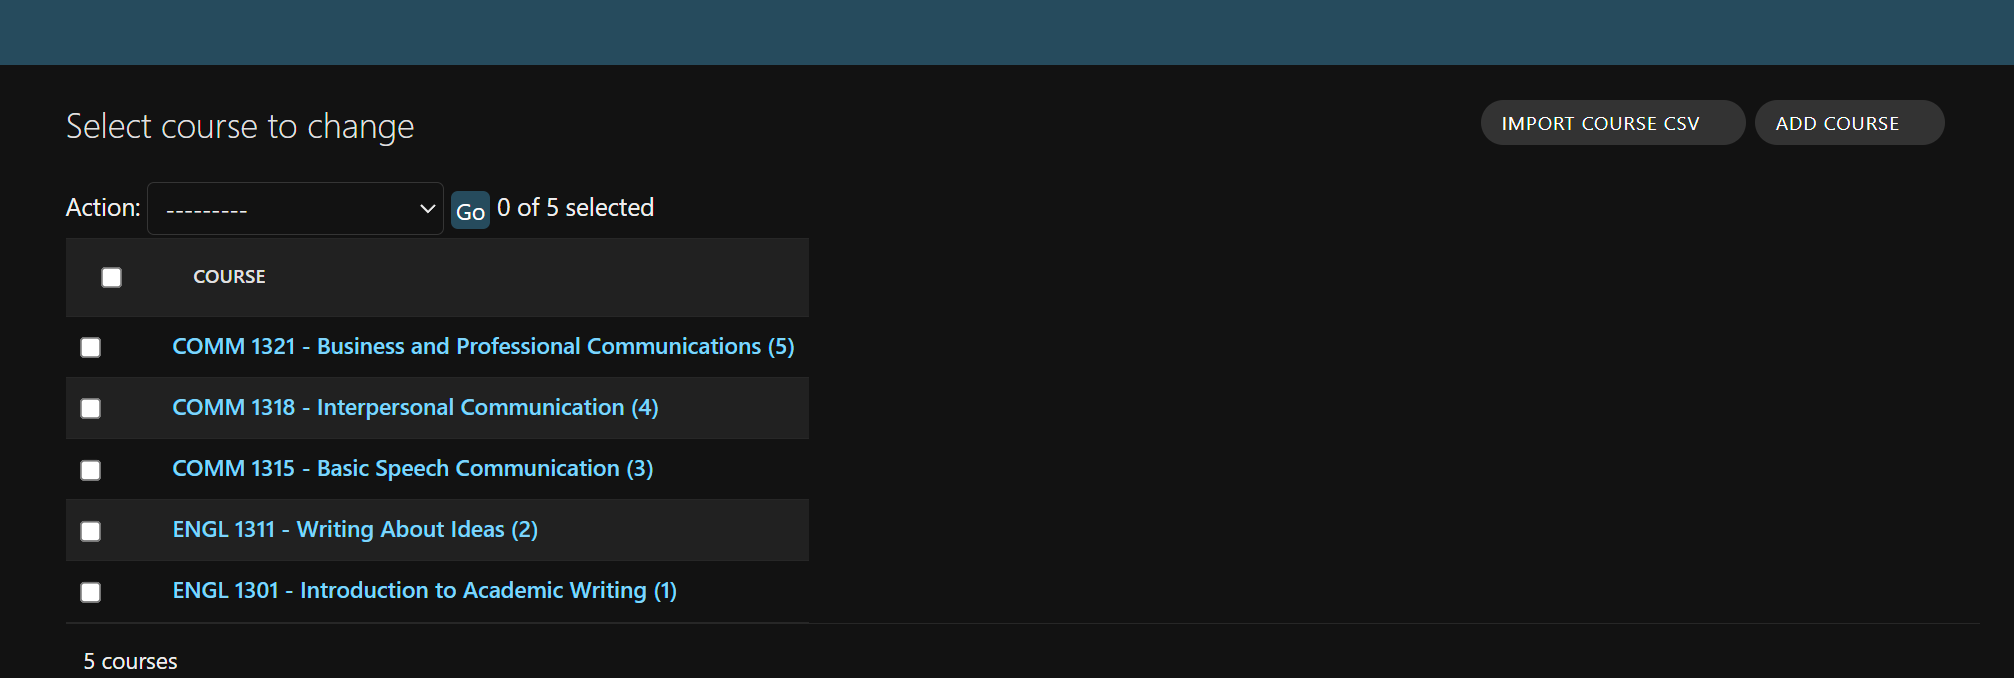 Select course to change
IMPORT COURSE CSV
ADD COURSE
Action: --------- Go 0 of 5 selected
COURSE
COMM 1321 - Business and Professional Communications (5)
COMM 1318 - Interpersonal Communication (4)
COMM 1315 - Basic Speech Communication (3)
ENGL 1311 - Writing About Ideas (2)
ENGL 1301 - Introduction to Academic Writing (1)
5 courses